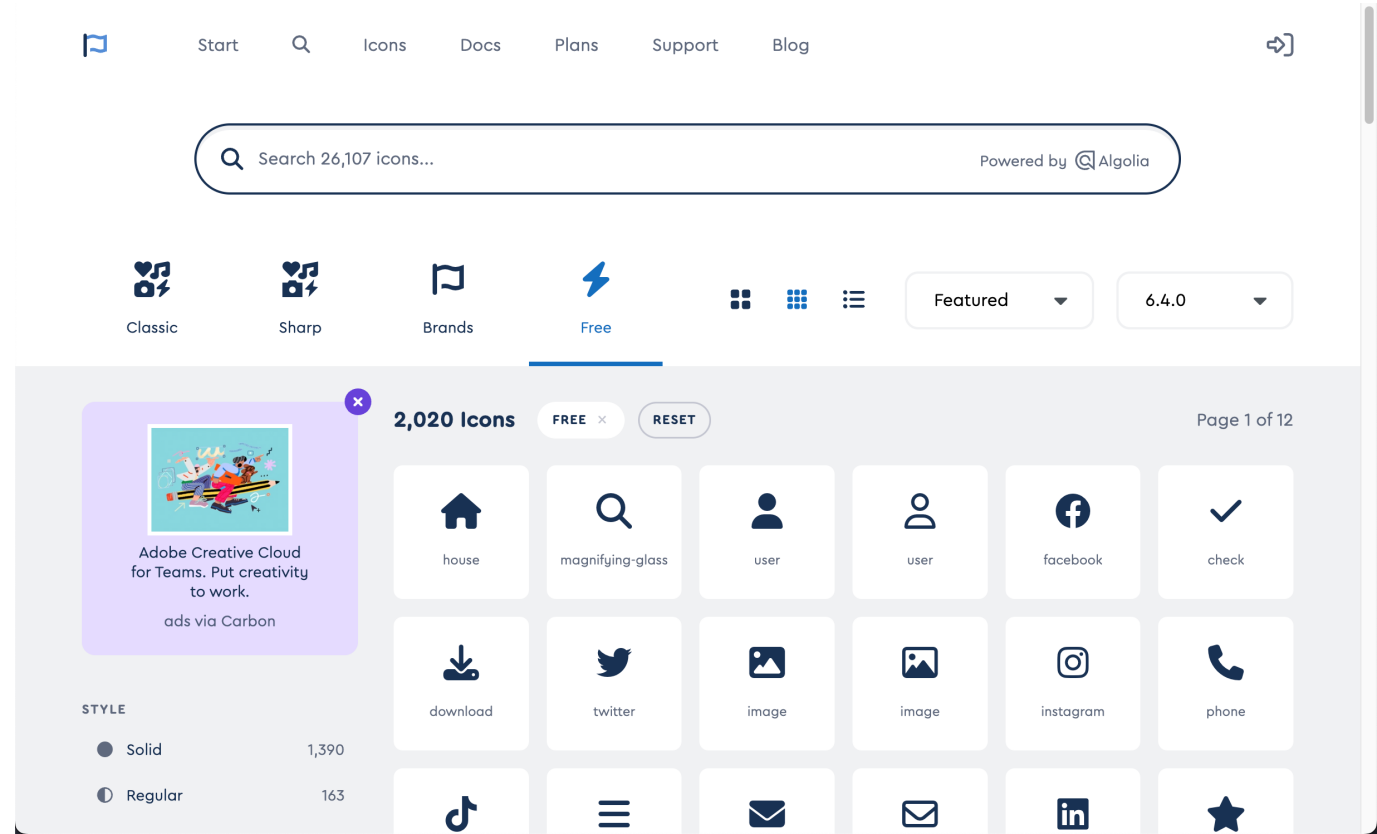 Start
Icons
Docs
Plans
Support
Blog
Search 26,107 icons...
Powered by Algolia
Classic
Sharp
Brands
Free
Featured
6.4.0
Adobe Creative Cloud
for Teams. Put creativity
to work.
ads via Carbon
STYLE
Solid 1,390
Regular 163
2,020 Icons
FREE ×
RESET
Page 1 of 12
house
magnifying-glass
user
user
facebook
check
download
twitter
image
image
instagram
phone
in